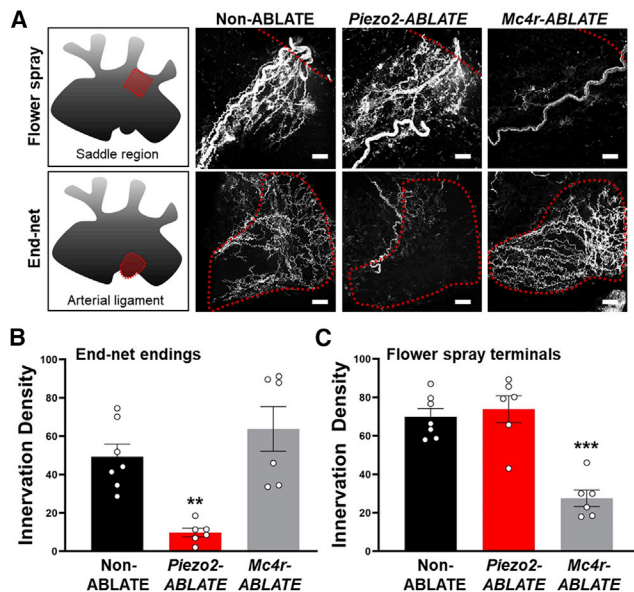 A
Non-ABLATE
Piezo2-ABLATE
Mc4r-ABLATE
Flower spray
Saddle region
End-net
Arterial ligament
B
End-net endings
Innervation Density
100
80
60
40
20
0
**
Non-
ABLATE
Piezo2-
ABLATE
Mc4r-
ABLATE
C
Flower spray terminals
Innervation Density
100
80
60
40
20
0
***
Non-
ABLATE
Piezo2-
ABLATE
Mc4r-
ABLATE